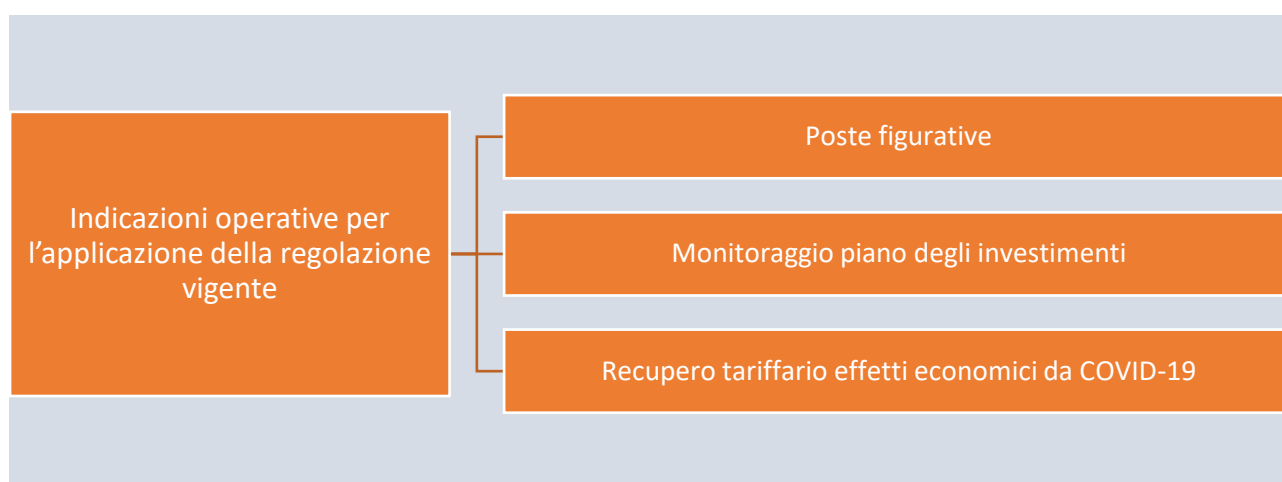 Indicazioni operative per
l’applicazione della regolazione
vigente
Poste figurative
Monitoraggio piano degli investimenti
Recupero tariffario effetti economici da COVID-19